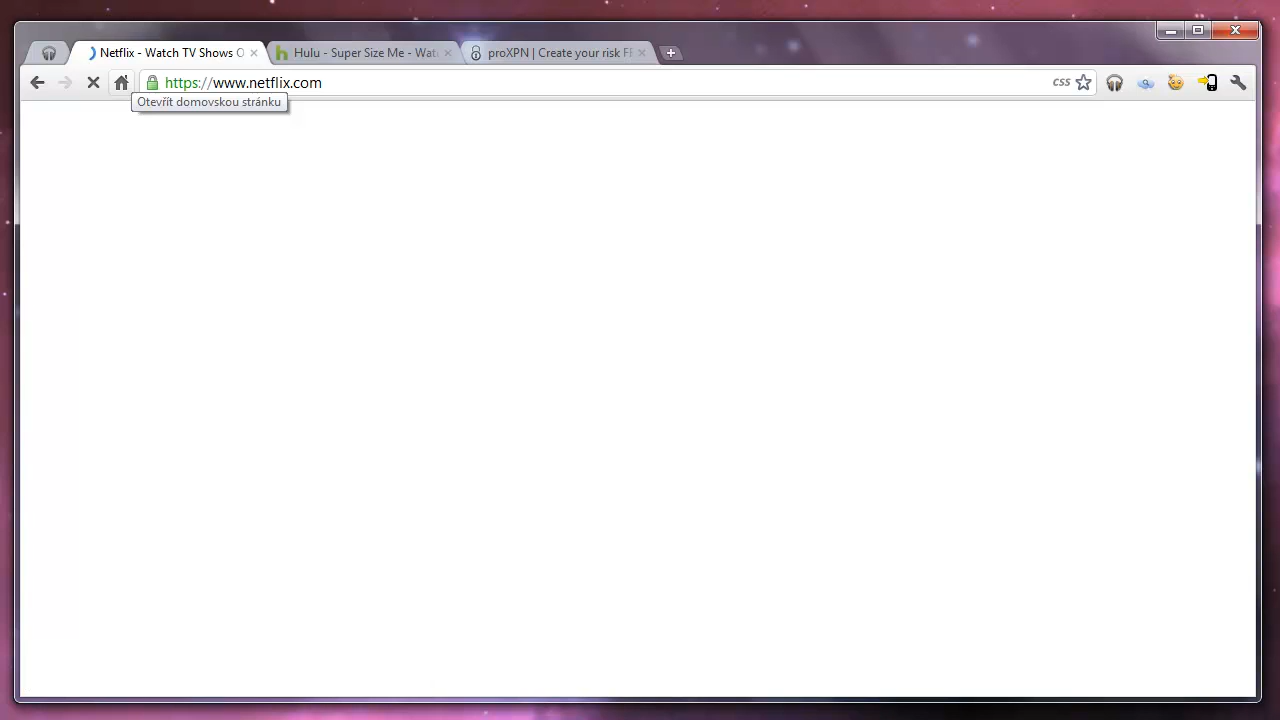 Netflix - Watch TV Shows O
Hulu - Super Size Me - Wat
proXPN | Create your risk FR
https://www.netflix.com
CSS
Otevřít domovskou stránku